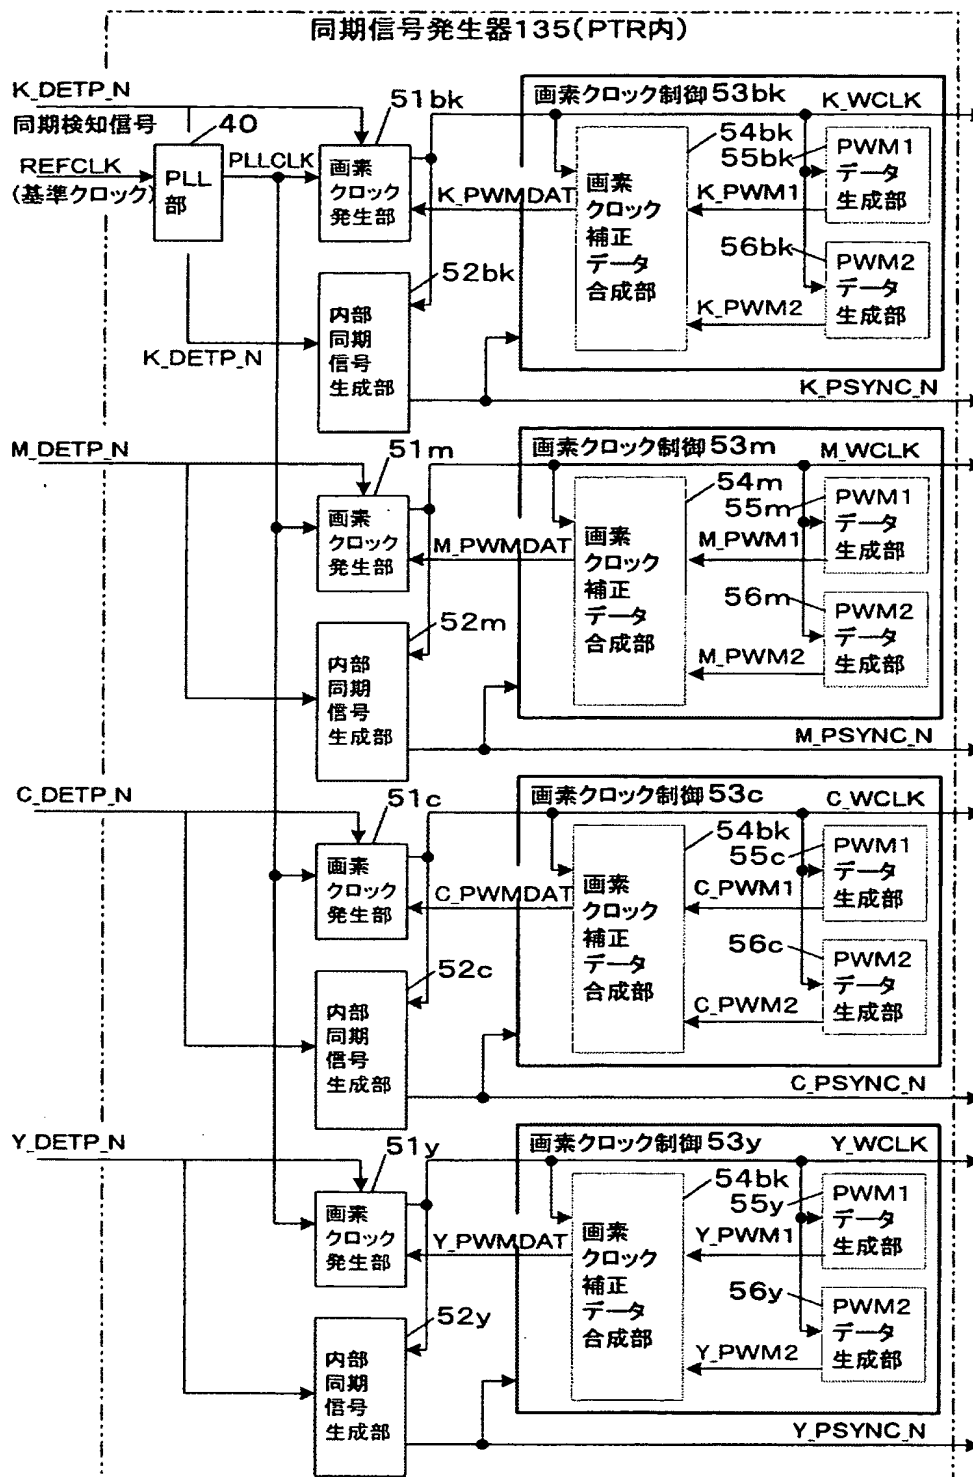 同期信号発生器135(PTR内)
K_DETP_N
同期検知信号
40
REFCLK
(基準クロック)
PLL
部
PLLCLK
51bk
画素
クロック
発生部
K_PWMDAT
52bk
内部
同期
信号
生成部
K_DETP_N
画素クロック制御53bk
K_WCLK
54bk
画素
クロック
補正
データ
合成部
55bk
PWM1
データ
生成部
K_PWM1
56bk
PWM2
データ
生成部
K_PWM2
K_PSYNC_N
M_DETP_N
51m
画素
クロック
発生部
M_PWMDAT
52m
内部
同期
信号
生成部
画素クロック制御53m
M_WCLK
54m
画素
クロック
補正
データ
合成部
55m
PWM1
データ
生成部
M_PWM1
56m
PWM2
データ
生成部
M_PWM2
M_PSYNC_N
C_DETP_N
51c
画素
クロック
発生部
C_PWMDAT
52c
内部
同期
信号
生成部
画素クロック制御53c
C_WCLK
54bk
画素
クロック
補正
データ
合成部
55c
PWM1
データ
生成部
C_PWM1
56c
PWM2
データ
生成部
C_PWM2
C_PSYNC_N
Y_DETP_N
51y
画素
クロック
発生部
Y_PWMDAT
52y
内部
同期
信号
生成部
画素クロック制御53y
Y_WCLK
54bk
画素
クロック
補正
データ
合成部
55y
PWM1
データ
生成部
Y_PWM1
56y
PWM2
データ
生成部
Y_PWM2
Y_PSYNC_N